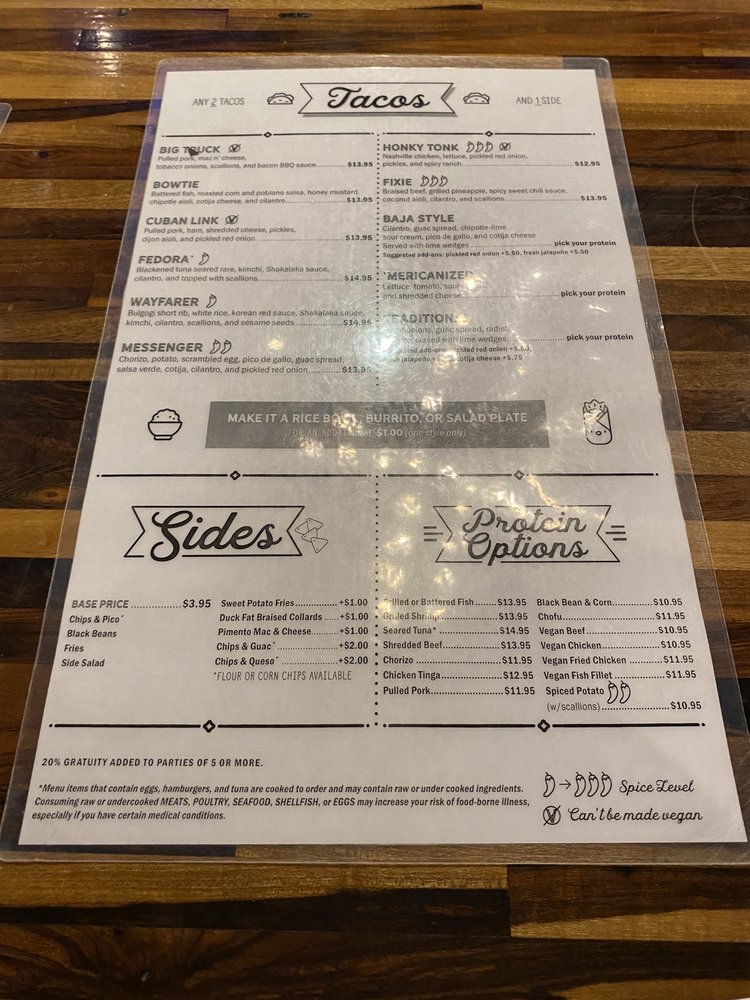 ANY 2 TACOS
Tacos
AND 1 SIDE
BIG TRUCK
Pulled pork, mac n' cheese,
tobacco onions, scallions, and bacon BBQ sauce. $13.95
BOWTIE
Battered fish, roasted corn and poblano salsa, honey mustard,
chipotle aioli, cotija cheese, and cilantro. $13.95
CUBAN LINK
Pulled pork, ham, shredded cheese, pickles,
dijon aioli, and pickled red onion. $13.95
FEDORA*
Blackened tuna seared rare, kimchi, Shakalaka sauce,
cilantro, and topped with scallions. $14.95
WAYFARER
Bulgogi short rib, white rice, korean red sauce, Shakalaka sauce,
kimchi, cilantro, scallions, and sesame seeds $14.95
MESSENGER
Chorizo, potato, scrambled egg, pico de gallo, guac spread,
salsa verde, cotija, cilantro, and pickled red onion. $13.95
HONKY TONK
Nashville chicken, lettuce, pickled red onion,
pickles, and spicy ranch. $12.95
FIXIE
Braised beef, grilled pineapple, spicy sweet chili sauce,
coconut aioli, cilantro, and scallions. $13.95
BAJA STYLE
Cilantro, guac spread, chipotle-lime
sour cream, pico de gallo, and cotija cheese
Served with lime wedges pick your protein
Suggested add-ons: pickled red onion +$.50, fresh jalapeño +$.50
'MERICANIZED
Lettuce, tomato, sour
and shredded cheese. pick your protein
onions, guac spread, radish,
served with lime wedges. pick your protein
add-ons: pickled red onion +$.50,
jalapeño cotija cheese +$.75
MAKE IT A RICE BOWL, BURRITO, OR SALAD PLATE
FOR AN ADDITIONAL $1.00 (one style only)
Sides
BASE PRICE $3.95
Chips & Pico*
Black Beans
Fries
Side Salad
Sweet Potato Fries +$1.00
Duck Fat Braised Collards +$1.00
Pimento Mac & Cheese +$1.00
Chips & Guac* +$2.00
Chips & Queso* +$2.00
*FLOUR OR CORN CHIPS AVAILABLE
Protein
Options
Grilled or Battered Fish $13.95
Grilled Shrimp $13.95
Seared Tuna* $14.95
Shredded Beef $13.95
Chorizo $11.95
Chicken Tinga $12.95
Pulled Pork $11.95
Black Bean & Corn $10.95
Chofu $11.95
Vegan Beef $10.95
Vegan Chicken $10.95
Vegan Fried Chicken $11.95
Vegan Fish Fillet $11.95
Spiced Potato
(w/scallions) $10.95
20% GRATUITY ADDED TO PARTIES OF 5 OR MORE.
*Menu items that contain eggs, hamburgers, and tuna are cooked to order and may contain raw or under cooked ingredients.
Consuming raw or undercooked MEATS, POULTRY, SEAFOOD, SHELLFISH, or EGGS may increase your risk of food-borne illness,
especially if you have certain medical conditions.
Spice Level
Can't be made vegan